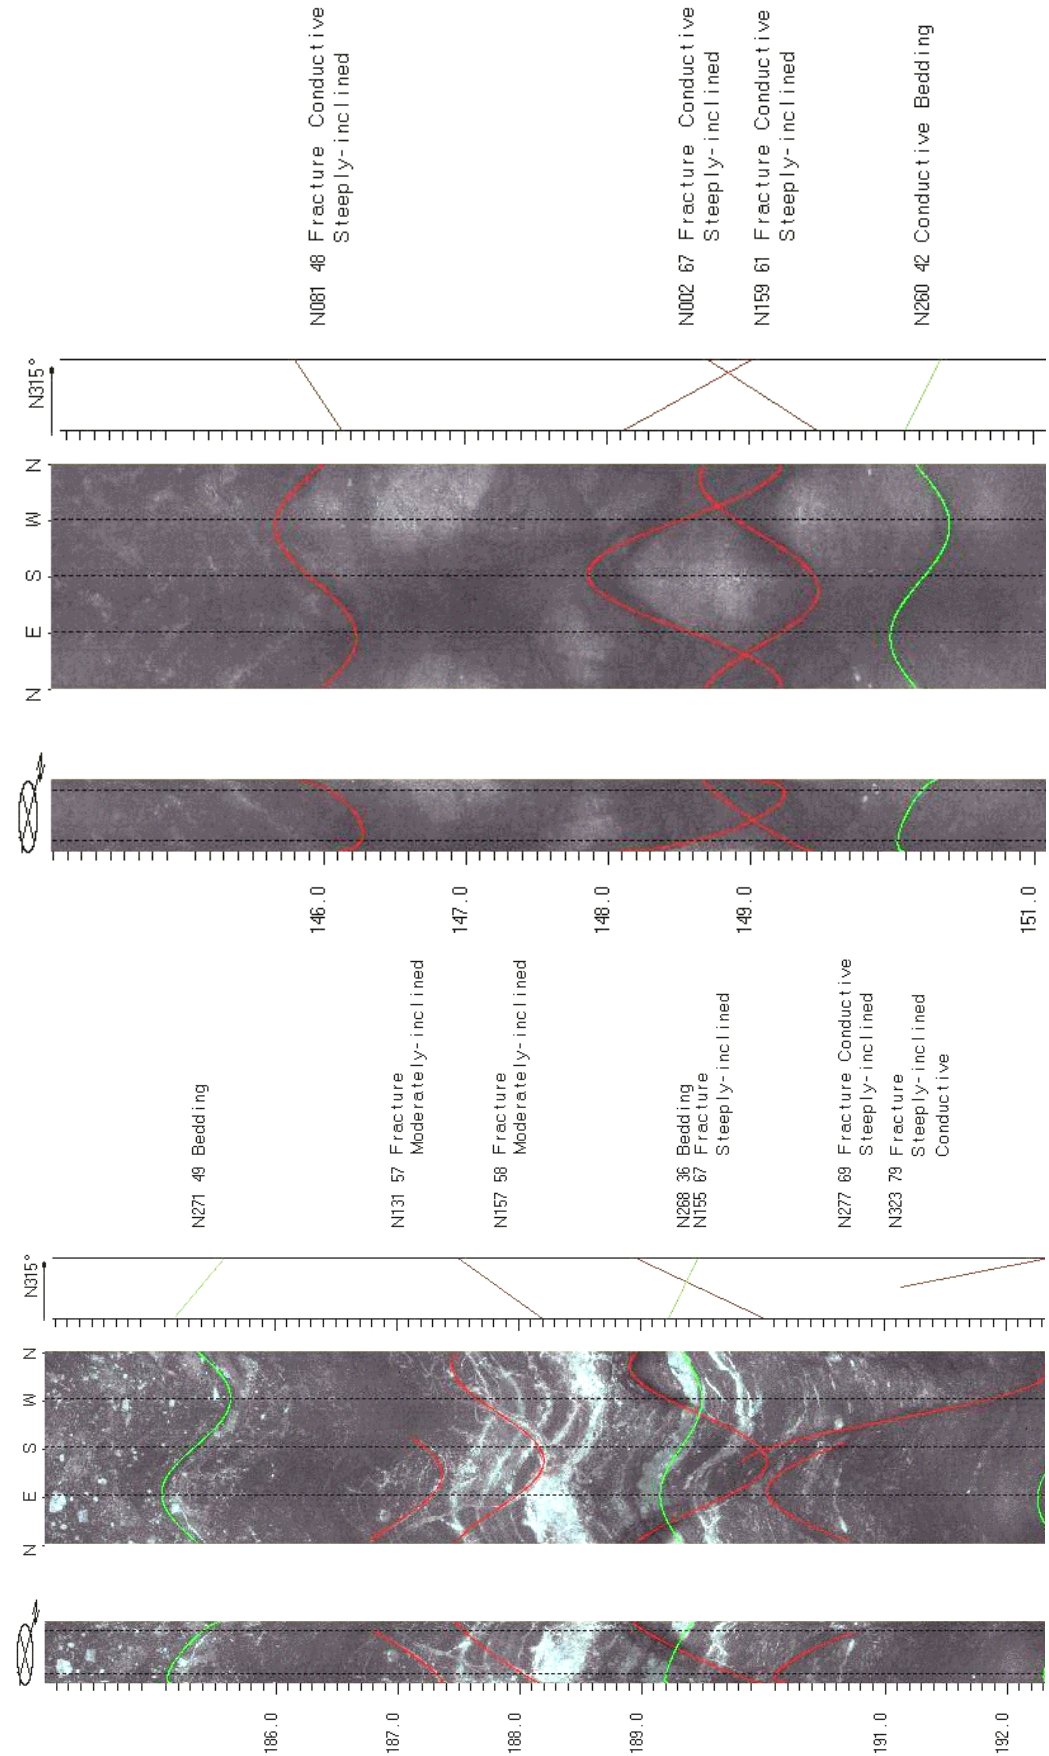 N081 48 Fracture Conductive
Steeply-inclined
N002 67 Fracture Conductive
Steeply-inclined
N159 61 Fracture Conductive
Steeply-inclined
N260 42 Conductive Bedding
N315°
N
W
S
E
N
146.0
147.0
148.0
149.0
151.0
N271 49 Bedding
N131 57 Fracture
Moderately-inclined
N157 58 Fracture
Moderately-inclined
N268 36 Bedding
N155 67 Fracture
Steeply-inclined
N277 69 Fracture Conductive
Steeply-inclined
N323 79 Fracture
Steeply-inclined
Conductive
N315°
N
W
S
E
N
186.0
187.0
188.0
189.0
191.0
192.0